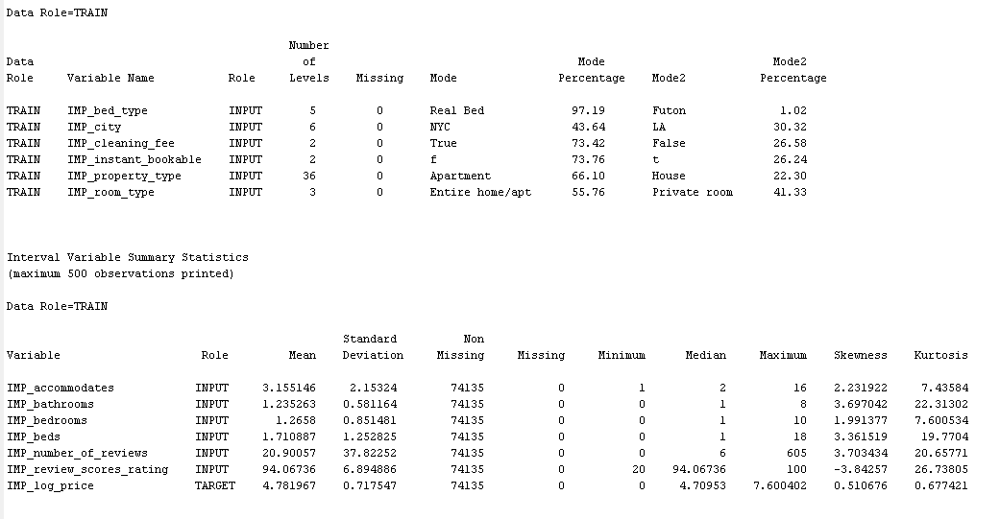 Data Role=TRAIN
Number
Data of Mode Mode2
Role Variable Name Role Levels Missing Mode Percentage Mode2 Percentage
TRAIN IMP_bed_type INPUT 5 0 Real Bed 97.19 Futon 1.02
TRAIN IMP_city INPUT 6 0 NYC 43.64 LA 30.32
TRAIN IMP_cleaning_fee INPUT 2 0 True 73.42 False 26.58
TRAIN IMP_instant_bookable INPUT 2 0 f 73.76 t 26.24
TRAIN IMP_property_type INPUT 36 0 Apartment 66.10 House 22.30
TRAIN IMP_room_type INPUT 3 0 Entire home/apt 55.76 Private room 41.33
Interval Variable Summary Statistics
(maximum 500 observations printed)
Data Role=TRAIN
Standard Non
Variable Role Mean Deviation Missing Missing Minimum Median Maximum Skewness Kurtosis
IMP_accommodates INPUT 3.155146 2.15324 74135 0 1 2 16 2.231922 7.43584
IMP_bathrooms INPUT 1.235263 0.581164 74135 0 0 1 8 3.697042 22.31302
IMP_bedrooms INPUT 1.2658 0.851481 74135 0 0 1 10 1.991377 7.600534
IMP_beds INPUT 1.710887 1.252825 74135 0 0 1 18 3.361519 19.7704
IMP_number_of_reviews INPUT 20.90057 37.82252 74135 0 0 6 605 3.703434 20.65771
IMP_review_scores_rating INPUT 94.06736 6.894886 74135 0 20 94.06736 100 -3.84257 26.73805
IMP_log_price TARGET 4.781967 0.717547 74135 0 0 4.70953 7.600402 0.510676 0.677421